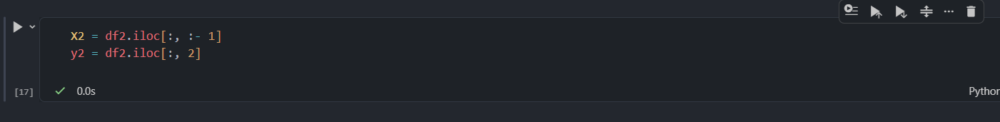 X2 = df2.iloc[:, :- 1]
y2 = df2.iloc[:, 2]
[17]
0.0s
Python